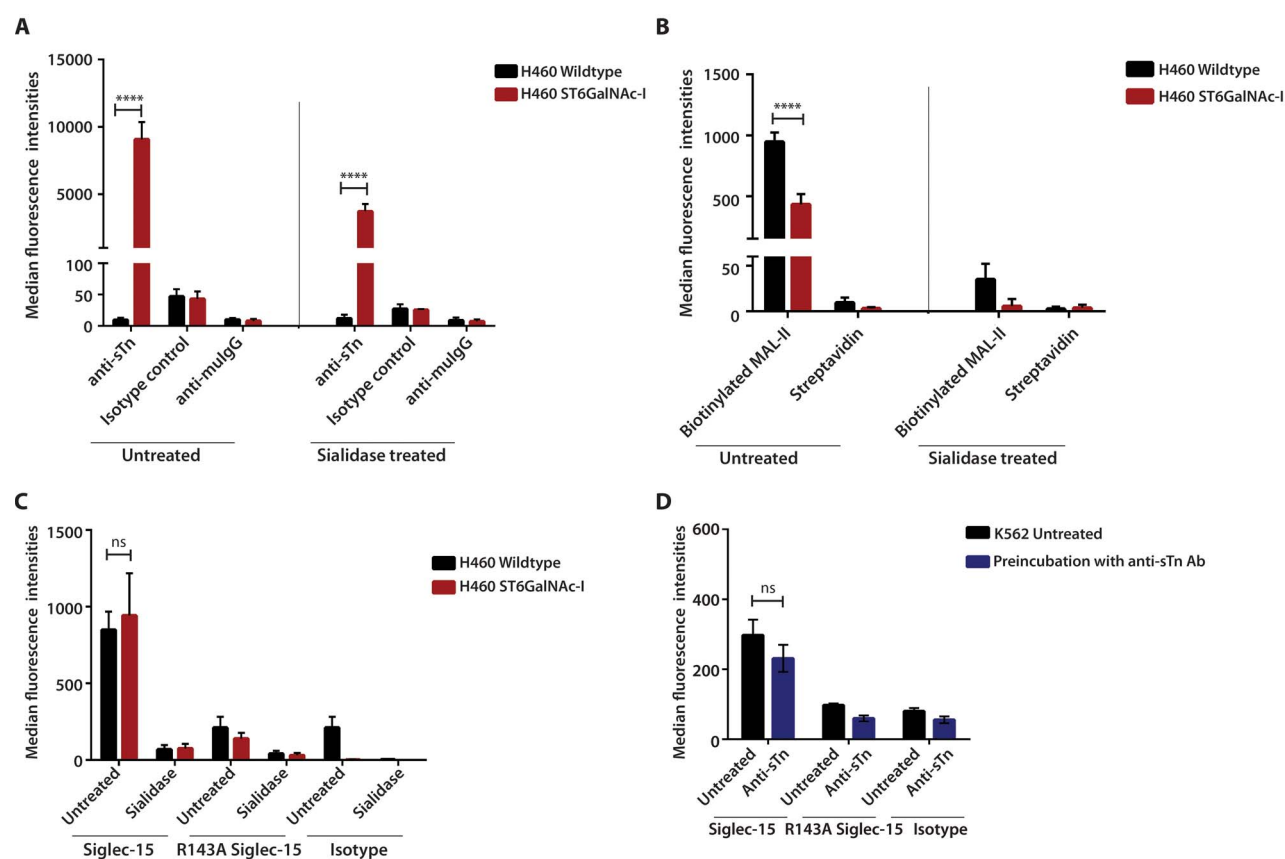 A
Median fluorescence intensities
15000
10000
5000
100
50
0
****
****
H460 Wildtype
H460 ST6GalNAc-I
anti-sTn
Isotype control
anti-muIgG
anti-sTn
Isotype control
anti-muIgG
Untreated
Sialidase treated
B
Median fluorescence intensities
1500
1000
500
50
0
****
H460 Wildtype
H460 ST6GalNAc-I
Biotinylated MAL-II
Streptavidin
Biotinylated MAL-II
Streptavidin
Untreated
Sialidase treated
C
Median fluorescence intensities
1500
1000
500
0
ns
H460 Wildtype
H460 ST6GalNAc-I
Untreated
Sialidase
Untreated
Sialidase
Untreated
Sialidase
Siglec-15
R143A Siglec-15
Isotype
D
Median fluorescence intensities
600
400
200
0
ns
K562 Untreated
Preincubation with anti-sTn Ab
Untreated
Anti-sTn
Untreated
Anti-sTn
Untreated
Anti-sTn
Siglec-15
R143A Siglec-15
Isotype